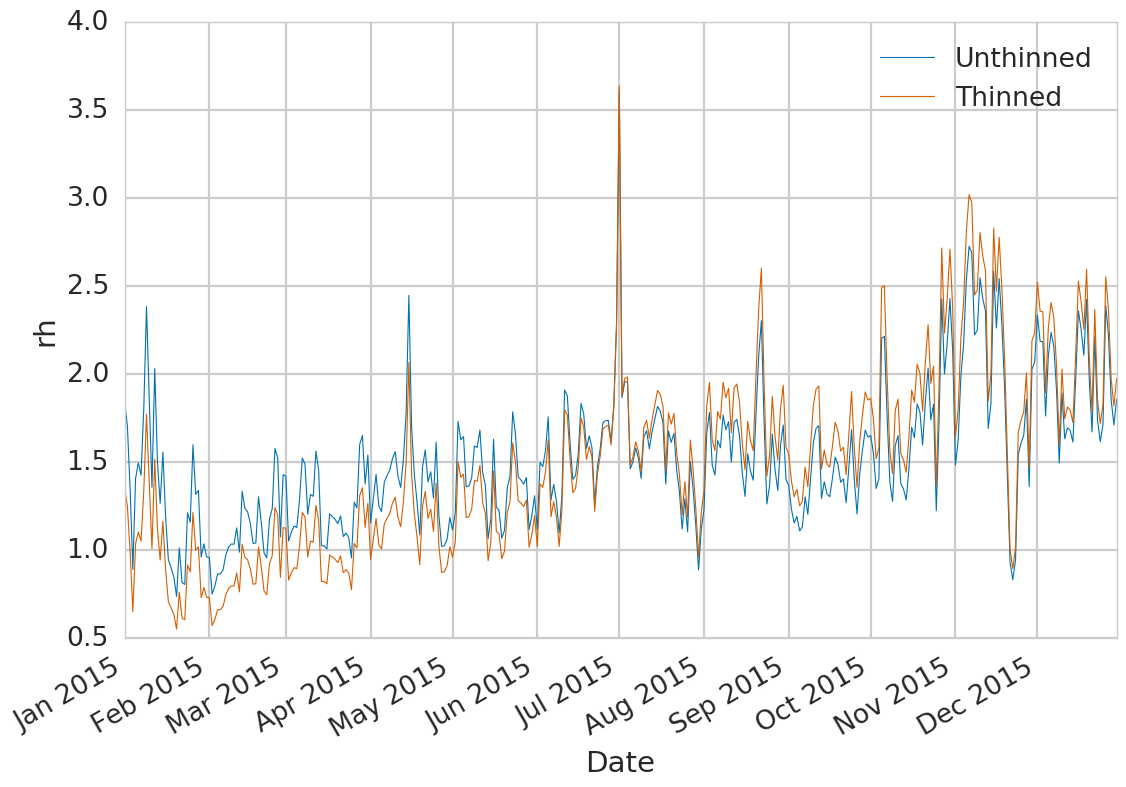 4.0
3.5
3.0
2.5
2.0
1.5
1.0
0.5
rh
Unthinned
Thinned
Jan 2015
Feb 2015
Mar 2015
Apr 2015
May 2015
Jun 2015
Jul 2015
Aug 2015
Sep 2015
Oct 2015
Nov 2015
Dec 2015
Date